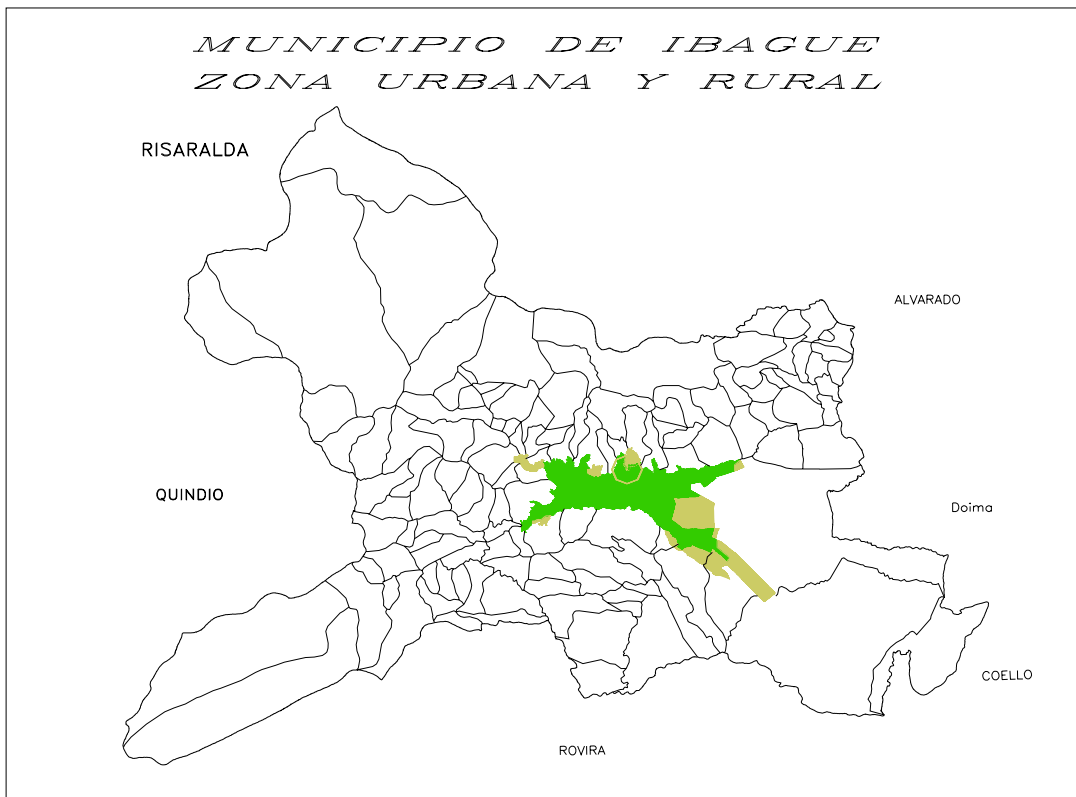 MUNICIPIO DE IBAGUE
ZONA URBANA Y RURAL
RISARALDA
ALVARADO
QUINDIO
Doima
COELLO
ROVIRA